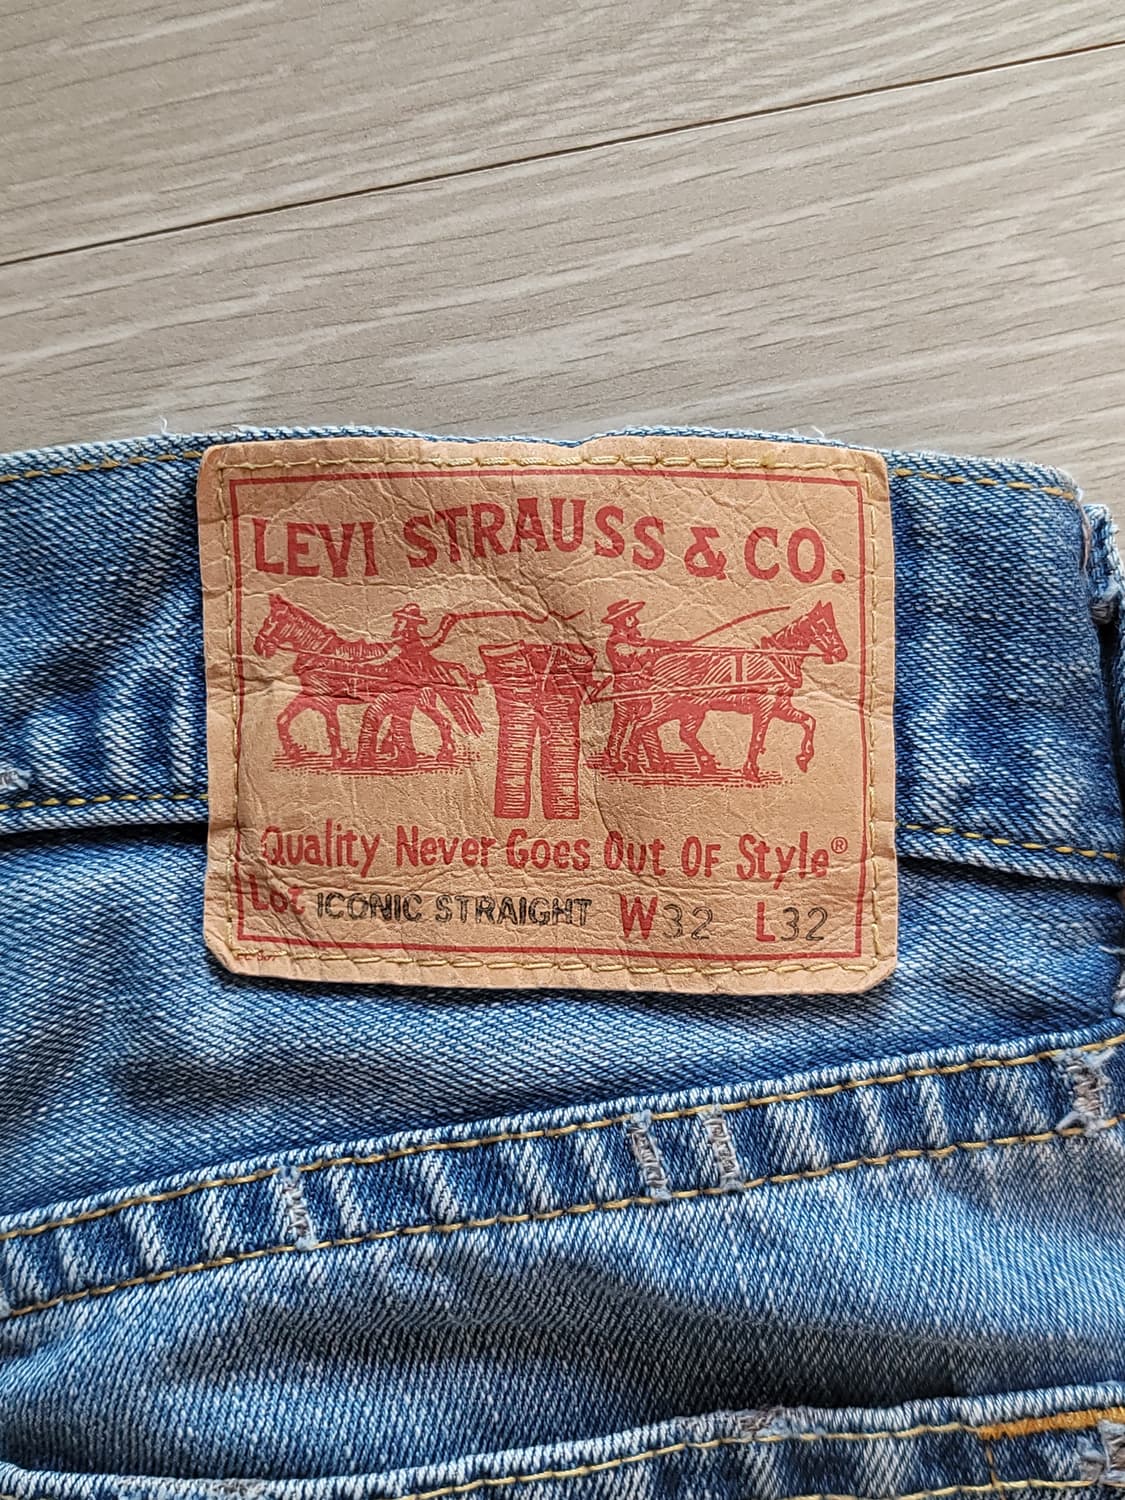 LEVI STRAUSS & CO.
Quality Never Goes Out Of Style®
Lot ICONIC STRAIGHT W32 L32